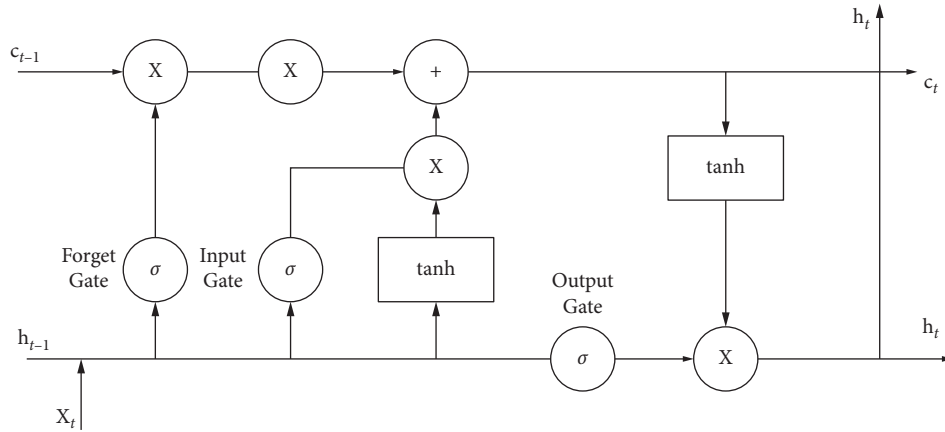 h_t
c_{t–1}
X
X
+
c_t
X
tanh
Forget
Gate
σ
Input
Gate
σ
tanh
Output
Gate
h_{t–1}
σ
X
h_t
X_t